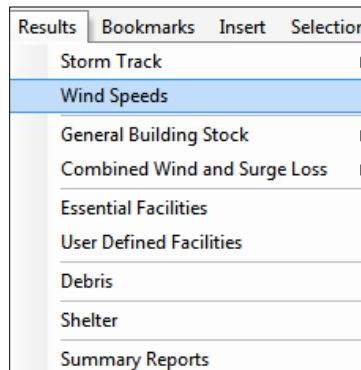 Results Bookmarks Insert Selection
Storm Track
Wind Speeds
General Building Stock
Combined Wind and Surge Loss
Essential Facilities
User Defined Facilities
Debris
Shelter
Summary Reports